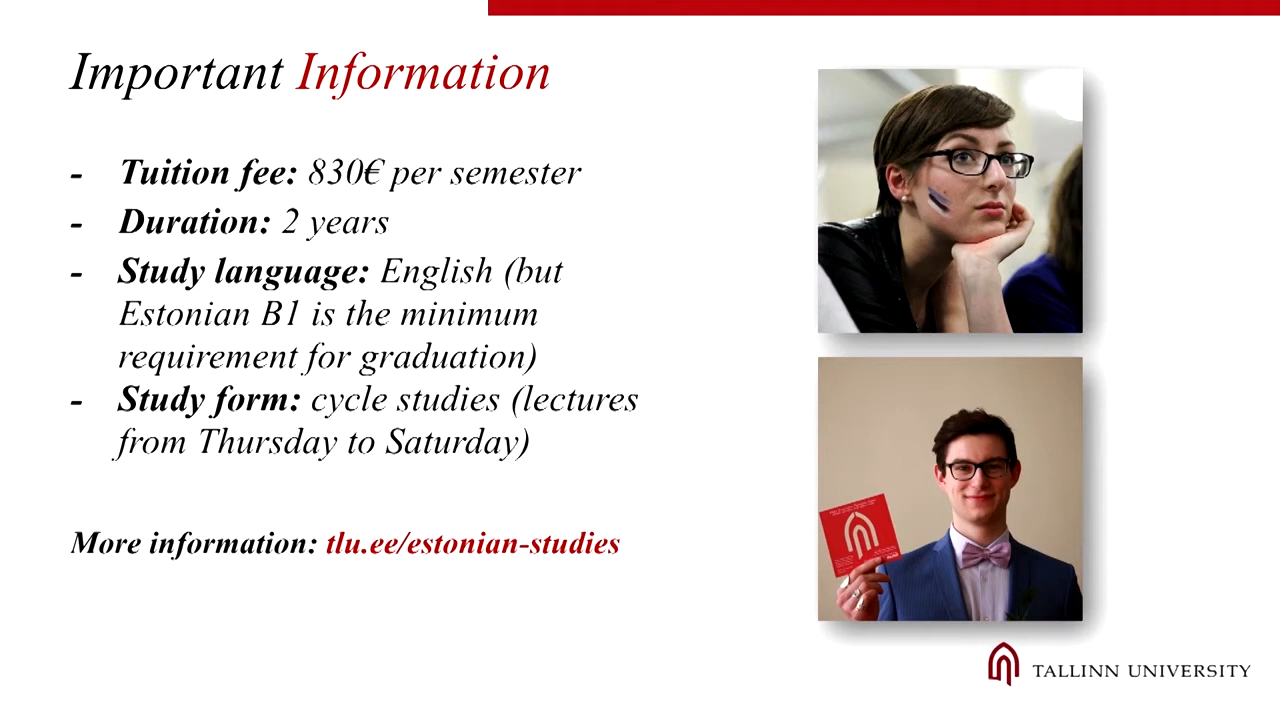 Important Information
- Tuition fee: 830€ per semester
- Duration: 2 years
- Study language: English (but
Estonian B1 is the minimum
requirement for graduation)
- Study form: cycle studies (lectures
from Thursday to Saturday)
More information: tlu.ee/estonian-studies
TALLINN UNIVERSITY